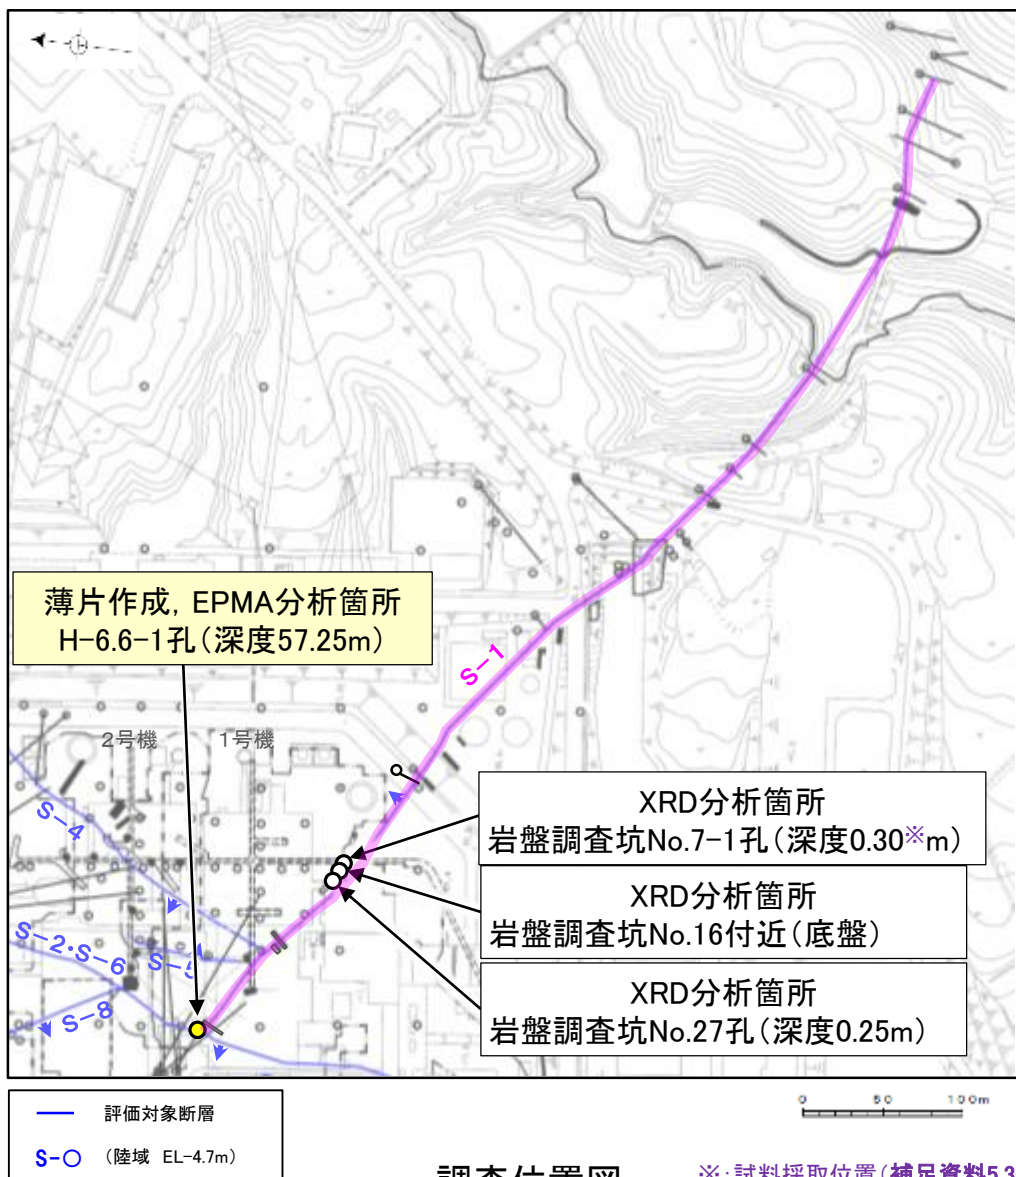 薄片作成, EPMA分析箇所
H-6.6-1孔(深度57.25m)
S-1
2号機
1号機
S-4
XRD分析箇所
岩盤調査坑No.7-1孔(深度0.30※m)
XRD分析箇所
岩盤調査坑No.16付近(底盤)
S-2・S-6
S-5
XRD分析箇所
岩盤調査坑No.27孔(深度0.25m)
S-8
評価対象断層
S-〇 (陸域 EL-4.7m)
0 50 100m
調査位置図
※:試料採取位置(補足資料5.3